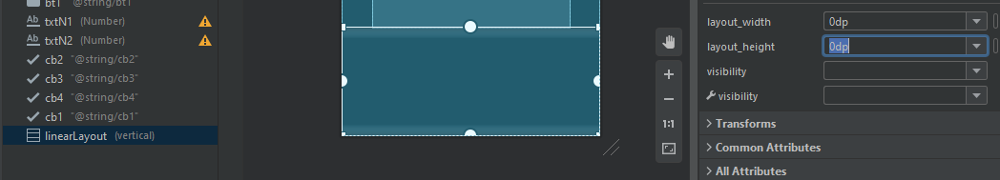 bt1 "@string/bt1"
Ab txtN1 (Number)
Ab txtN2 (Number)
cb2 "@string/cb2"
cb3 "@string/cb3"
cb4 "@string/cb4"
cb1 "@string/cb1"
linearLayout (vertical)
1:1
layout_width 0dp
layout_height 0dp
visibility
visibility
Transforms
Common Attributes
All Attributes